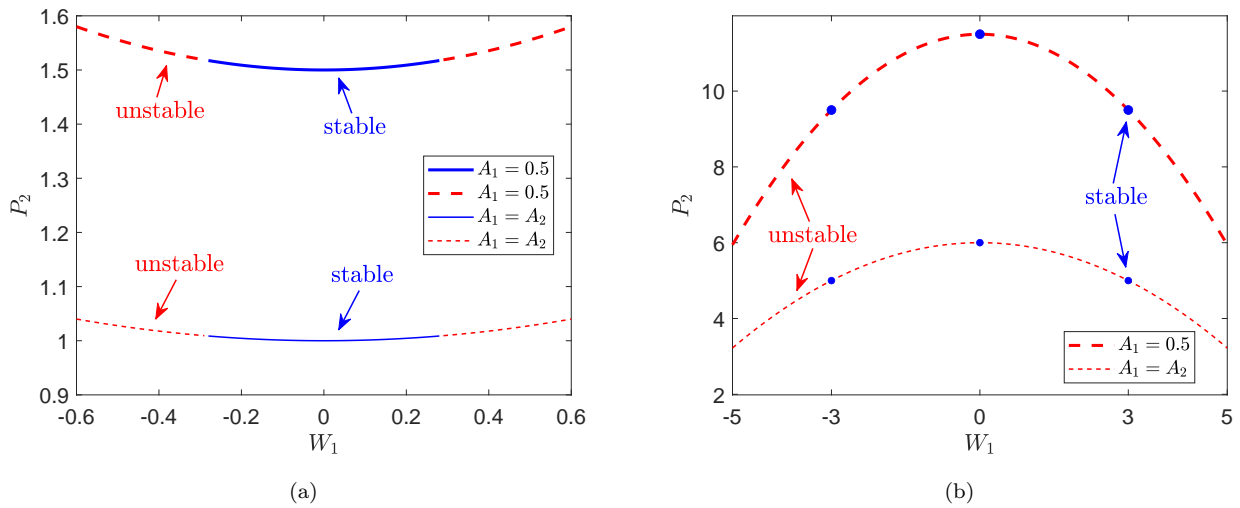 1.6
1.5
1.4
1.3
1.2
1.1
1
0.9
P₂
unstable
stable
A₁ = 0.5
A₁ = 0.5
A₁ = A₂
A₁ = A₂
unstable
stable
-0.6 -0.4 -0.2 0 0.2 0.4 0.6
W₁
(a)
10
8
6
4
2
P₂
stable
unstable
A₁ = 0.5
A₁ = A₂
-5 -3 0 3 5
W₁
(b)